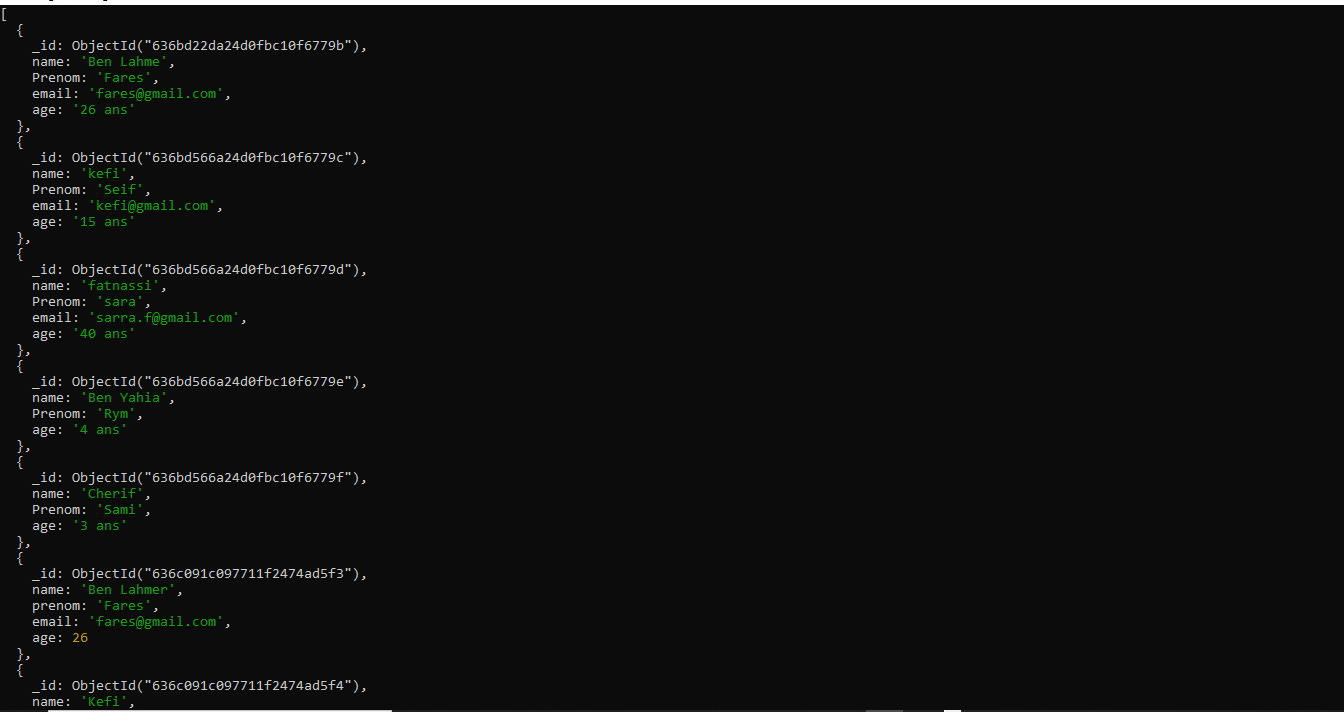 [
  {
    _id: ObjectId("636bd22da24d0fbc10f6779b"),
    name: 'Ben Lahme',
    Prenom: 'Fares',
    email: 'fares@gmail.com',
    age: '26 ans'
  },
  {
    _id: ObjectId("636bd566a24d0fbc10f6779c"),
    name: 'kefi',
    Prenom: 'Seif',
    email: 'kefi@gmail.com',
    age: '15 ans'
  },
  {
    _id: ObjectId("636bd566a24d0fbc10f6779d"),
    name: 'fatnassi',
    Prenom: 'sara',
    email: 'sarra.f@gmail.com',
    age: '40 ans'
  },
  {
    _id: ObjectId("636bd566a24d0fbc10f6779e"),
    name: 'Ben Yahia',
    Prenom: 'Rym',
    age: '4 ans'
  },
  {
    _id: ObjectId("636bd566a24d0fbc10f6779f"),
    name: 'Cherif',
    Prenom: 'Sami',
    age: '3 ans'
  },
  {
    _id: ObjectId("636c091c097711f2474ad5f3"),
    name: 'Ben Lahmer',
    prenom: 'Fares',
    email: 'fares@gmail.com',
    age: 26
  },
  {
    _id: ObjectId("636c091c097711f2474ad5f4"),
    name: 'Kefi',